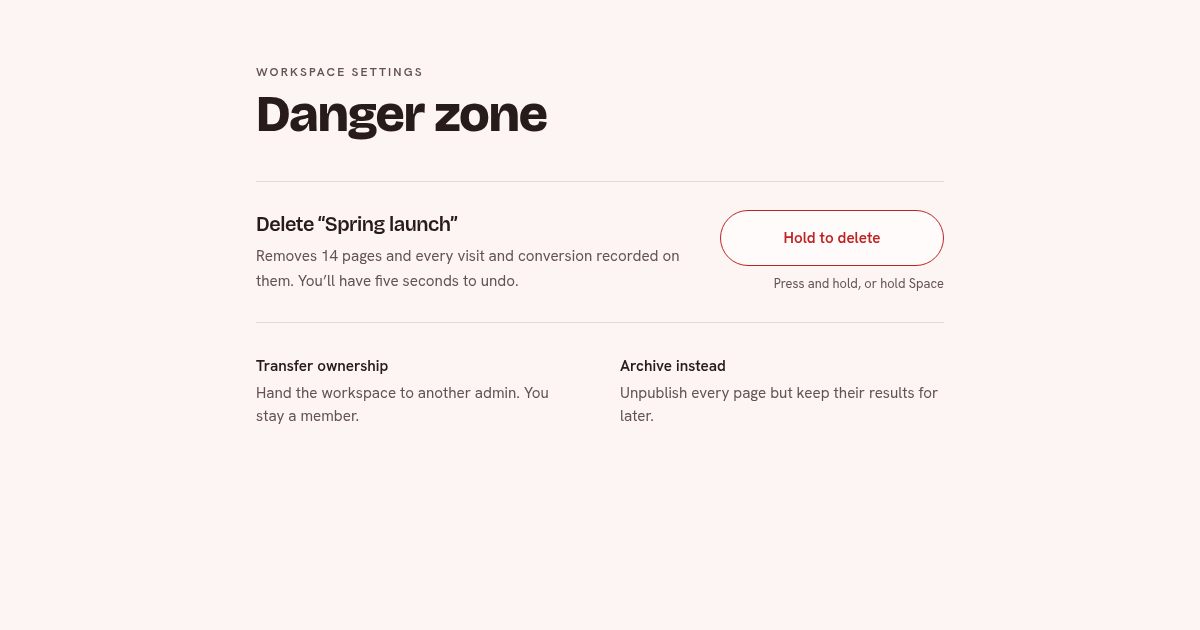 WORKSPACE SETTINGS
Danger zone
Delete “Spring launch”
Removes 14 pages and every visit and conversion recorded on
them. You’ll have five seconds to undo.
Hold to delete
Press and hold, or hold Space
Transfer ownership
Hand the workspace to another admin. You
stay a member.
Archive instead
Unpublish every page but keep their results for
later.